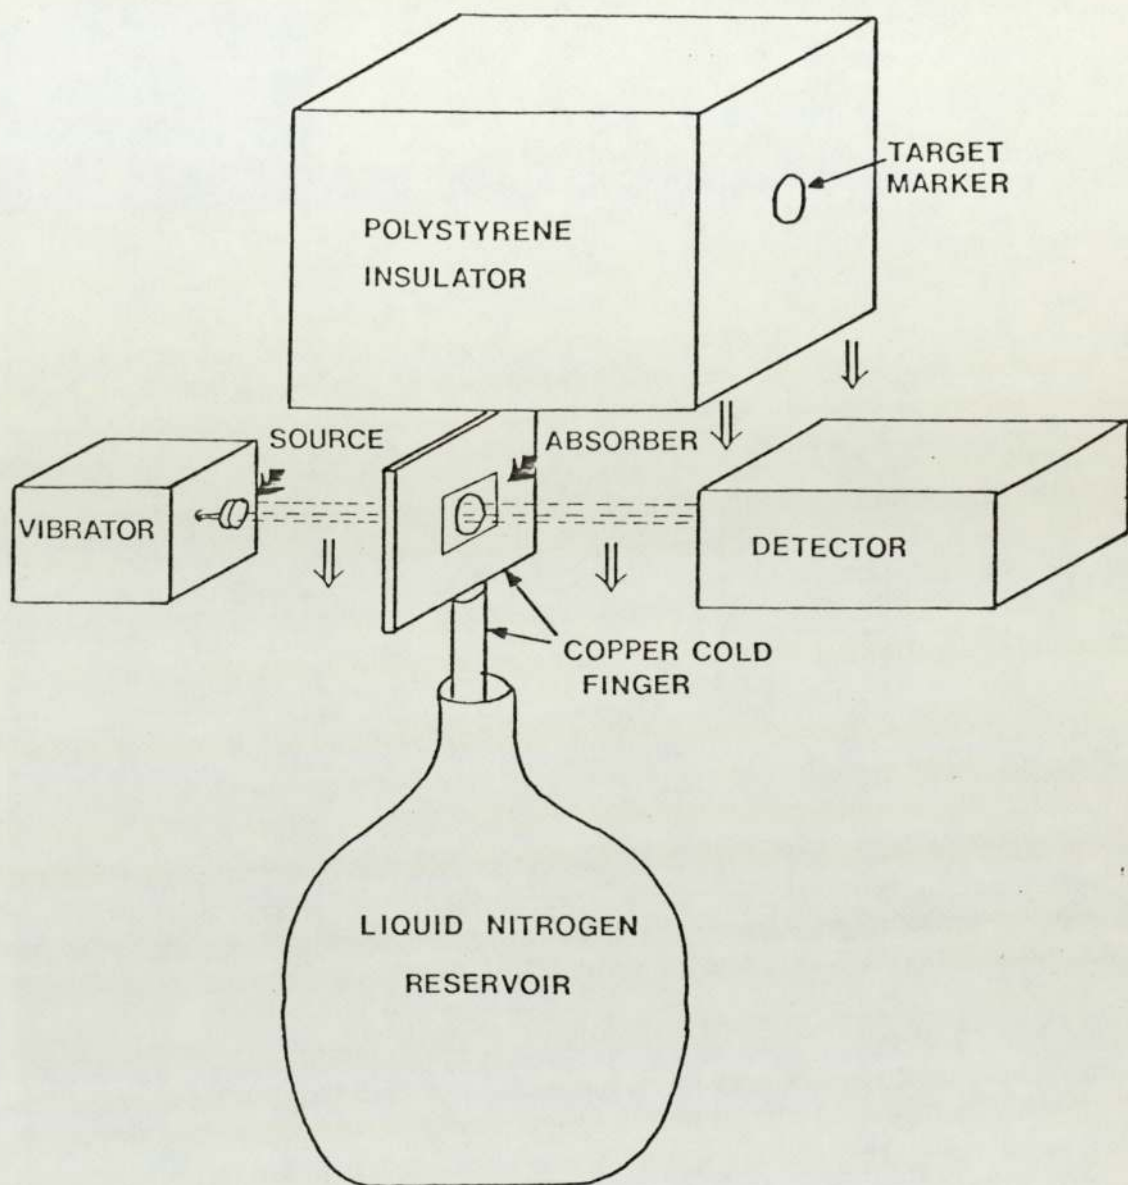 TARGET
MARKER
POLYSTYRENE
INSULATOR
SOURCE
ABSORBER
VIBRATOR
DETECTOR
COPPER COLD
FINGER
LIQUID NITROGEN
RESERVOIR